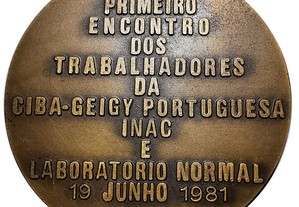 PRIMEIRO
ENCONTRO
DOS
TRABALHADORES
DA
CIBA-GEIGY PORTUGUESA
INAC
E
LABORATORIO NORMAL
19 JUNHO 1981